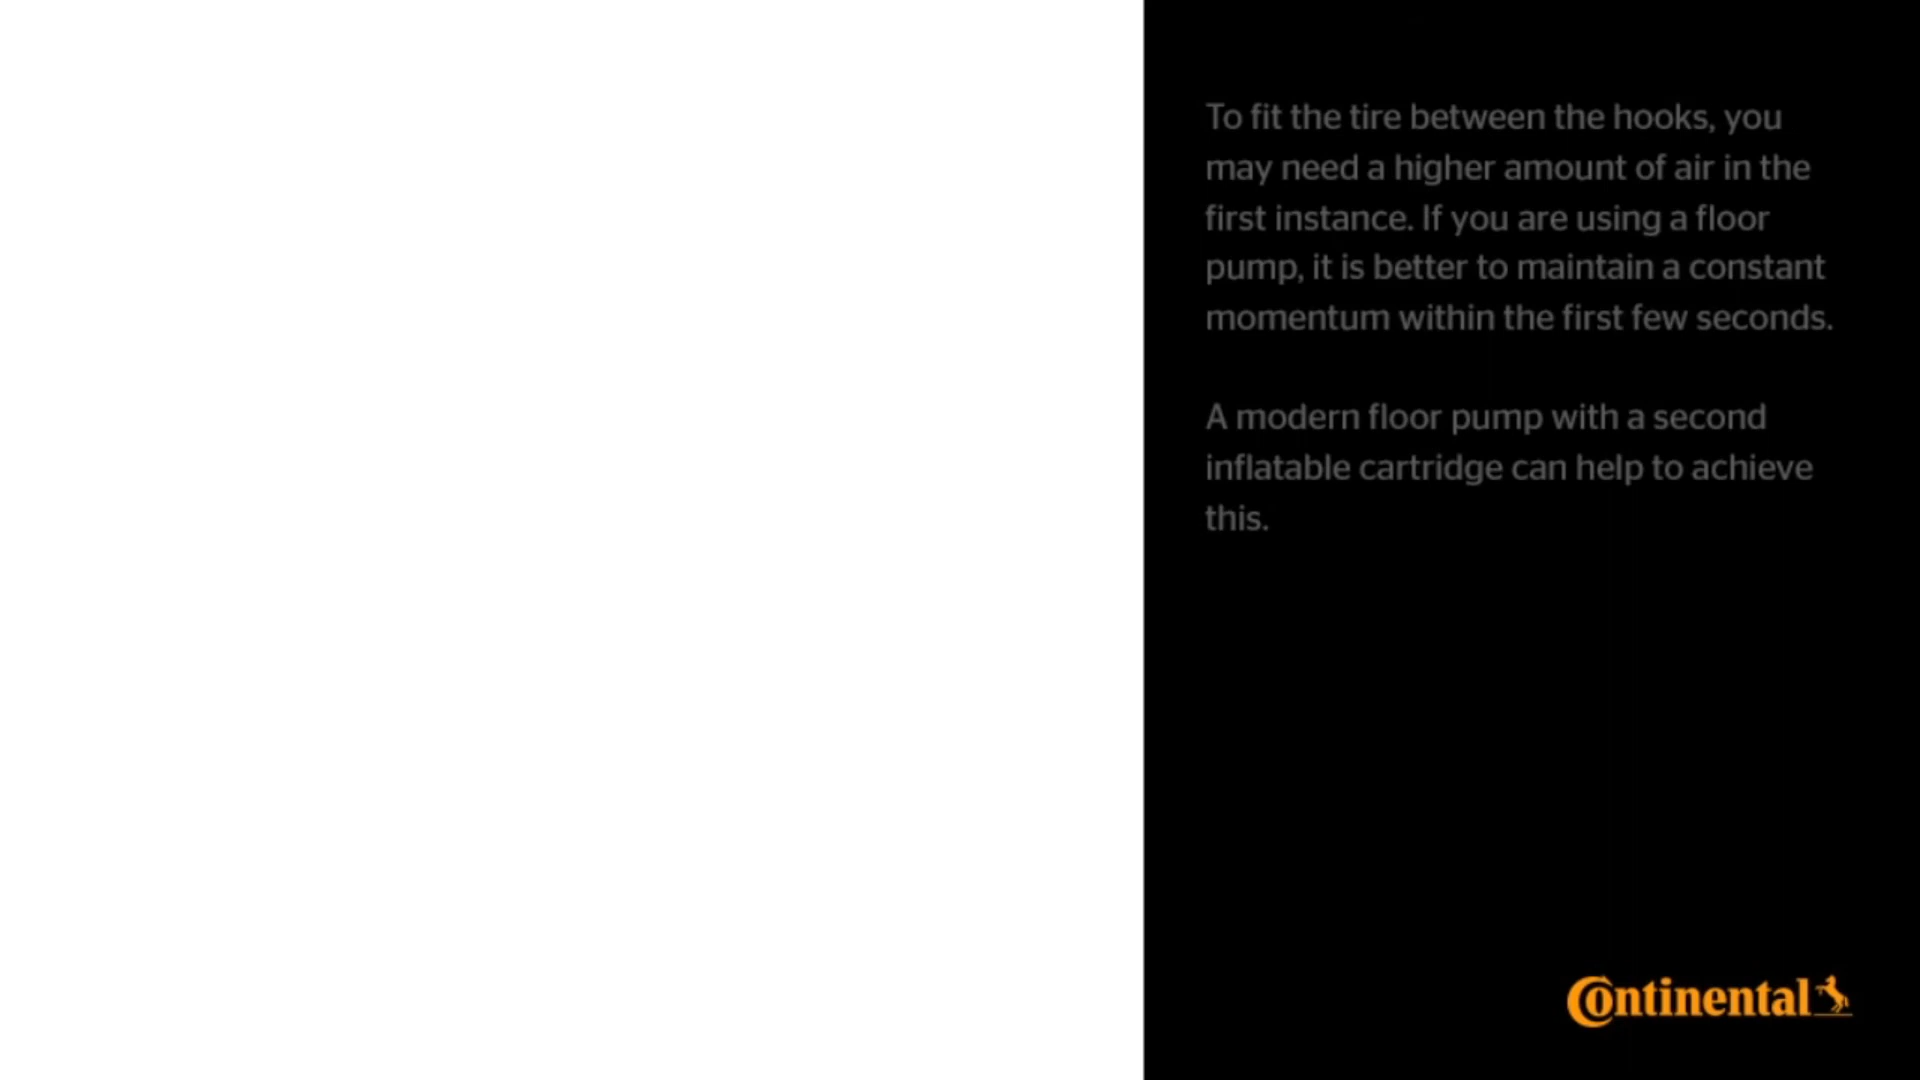 To fit the tire between the hooks, you
may need a higher amount of air in the
first instance. If you are using a floor
pump, it is better to maintain a constant
momentum within the first few seconds.
A modern floor pump with a second
inflatable cartridge can help to achieve
this.
Continental